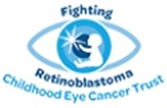 Fighting
Retinoblastoma
Childhood Eye Cancer Trust